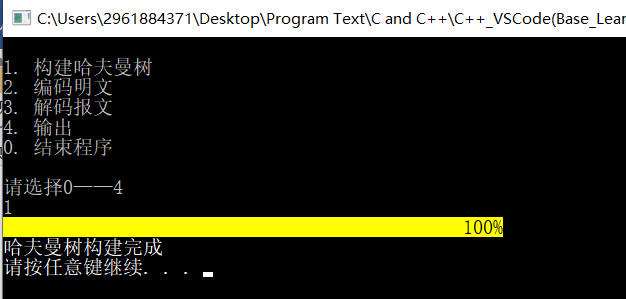 C:\Users\2961884371\Desktop\Program Text\C and C++\C++_VSCode(Base_Lear
1. 构建哈夫曼树
2. 编码明文
3. 解码报文
4. 输出
0. 结束程序
请选择0——4
1
100%
哈夫曼树构建完成
请按任意键继续. . .